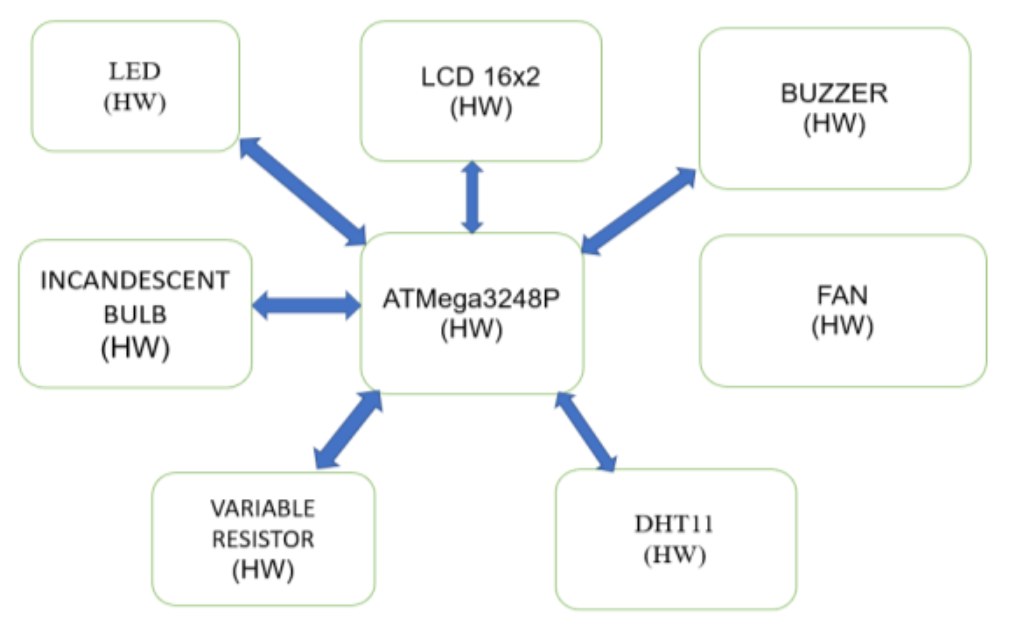 LED
(HW)
LCD 16x2
(HW)
BUZZER
(HW)
INCANDESCENT
BULB
(HW)
ATMega3248P
(HW)
FAN
(HW)
VARIABLE
RESISTOR
(HW)
DHT11
(HW)